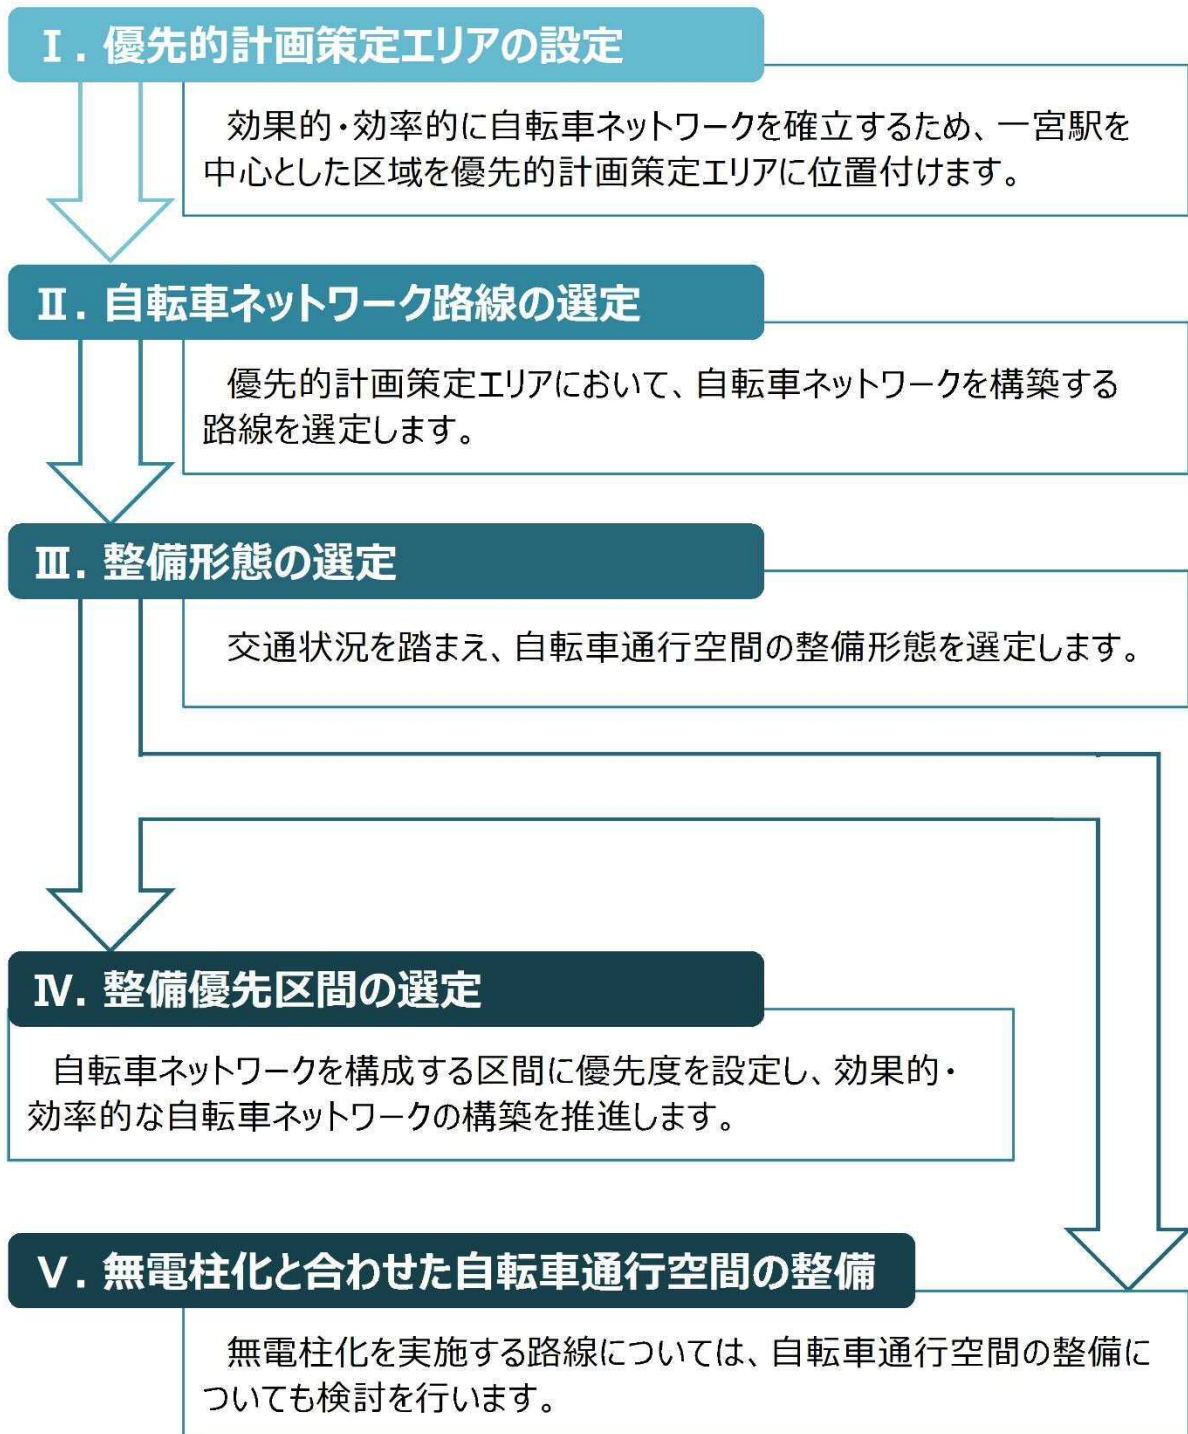 Ⅰ. 優先的計画策定エリアの設定
効果的・効率的に自転車ネットワークを確立するため、一宮駅を
中心とした区域を優先的計画策定エリアに位置付けます。
Ⅱ. 自転車ネットワーク路線の選定
優先的計画策定エリアにおいて、自転車ネットワークを構築する
路線を選定します。
Ⅲ. 整備形態の選定
交通状況を踏まえ、自転車通行空間の整備形態を選定します。
Ⅳ. 整備優先区間の選定
自転車ネットワークを構成する区間に優先度を設定し、効果的・
効率的な自転車ネットワークの構築を推進します。
Ⅴ. 無電柱化と合わせた自転車通行空間の整備
無電柱化を実施する路線については、自転車通行空間の整備に
ついても検討を行います。